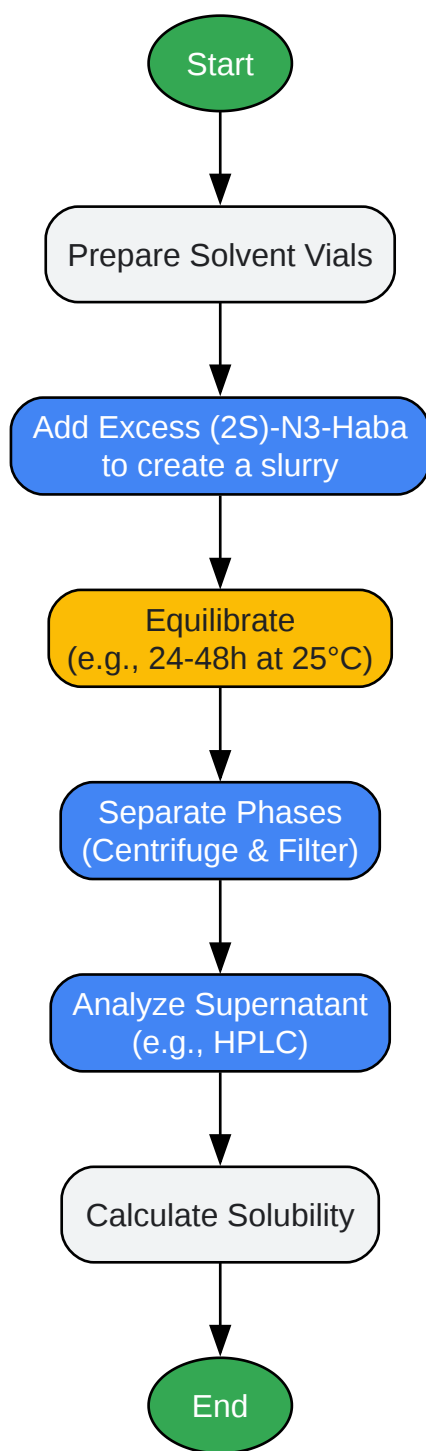 Start
Prepare Solvent Vials
Add Excess (2S)-N3-Haba
to create a slurry
Equilibrate
(e.g., 24-48h at 25°C)
Separate Phases
(Centrifuge & Filter)
Analyze Supernatant
(e.g., HPLC)
Calculate Solubility
End